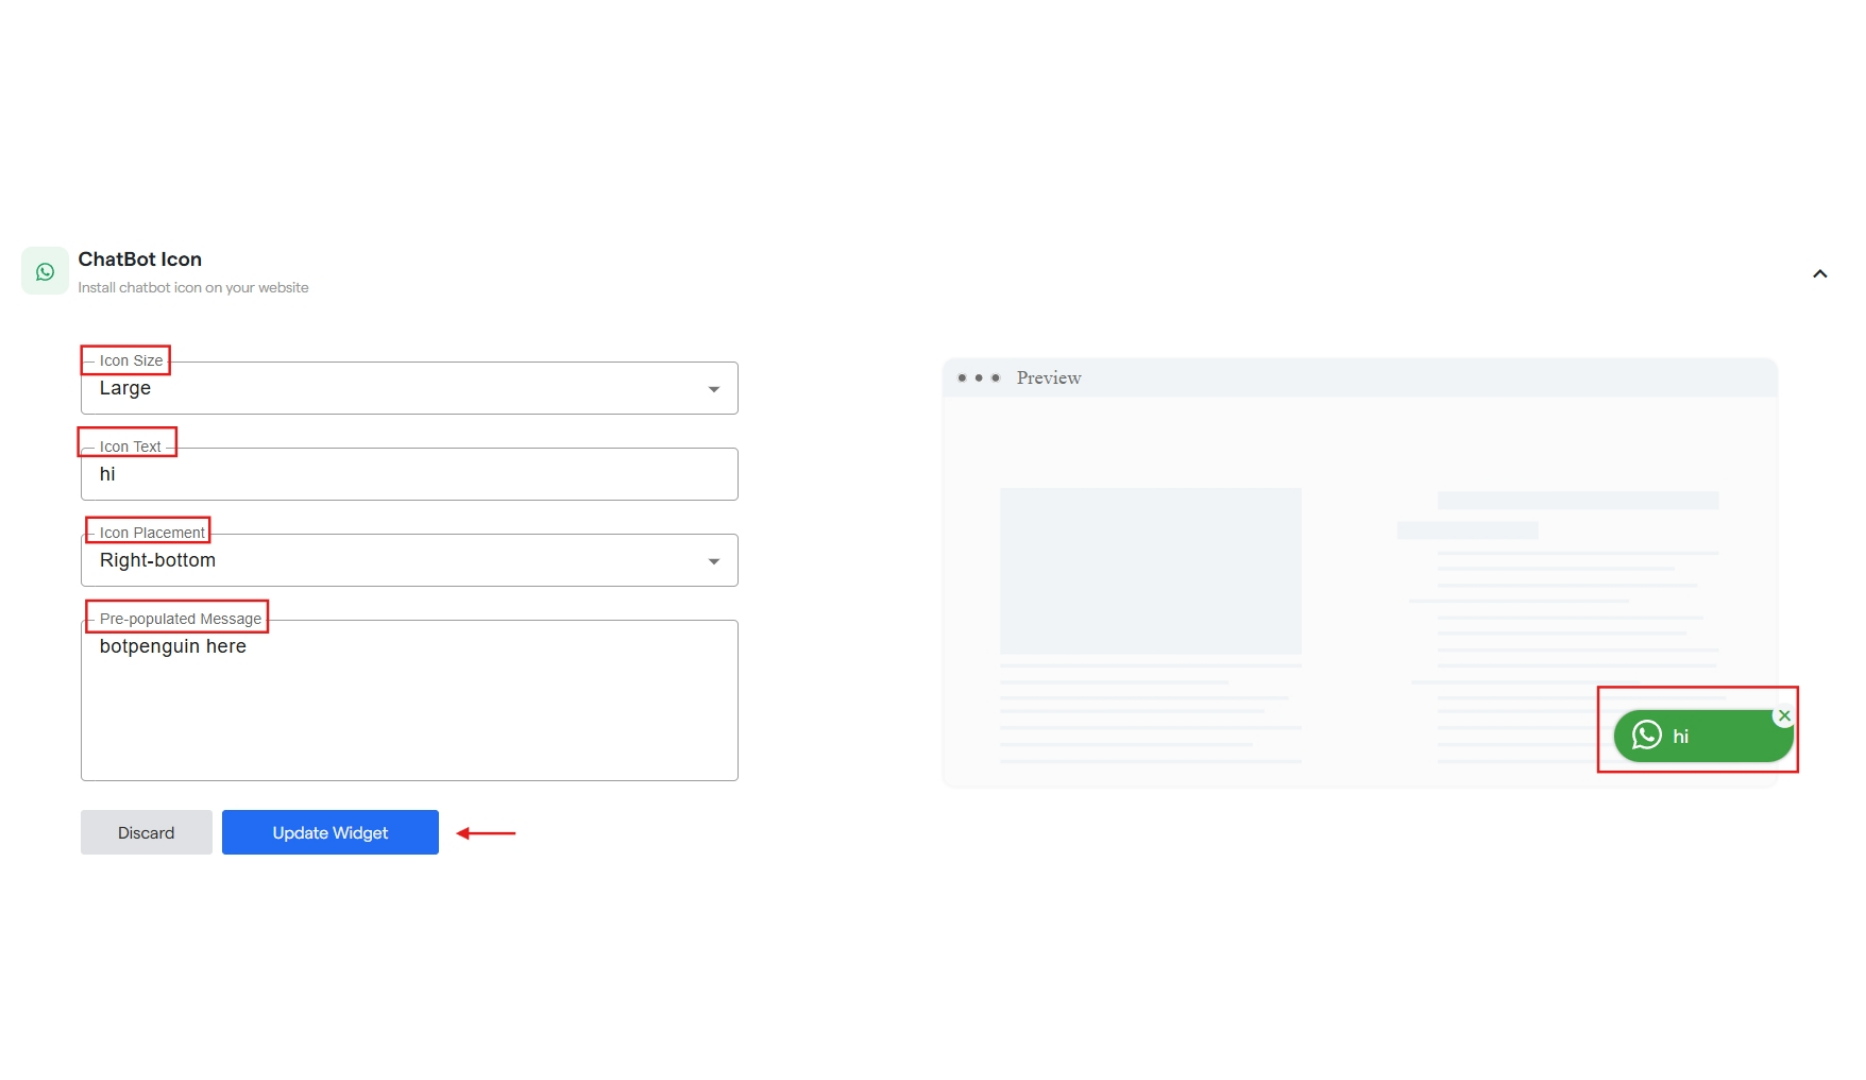 ChatBot Icon
Install chatbot icon on your website
Icon Size
Large
Icon Text
hi
Icon Placement
Right-bottom
Pre-populated Message
botpenguin here
Discard
Update Widget
Preview
hi